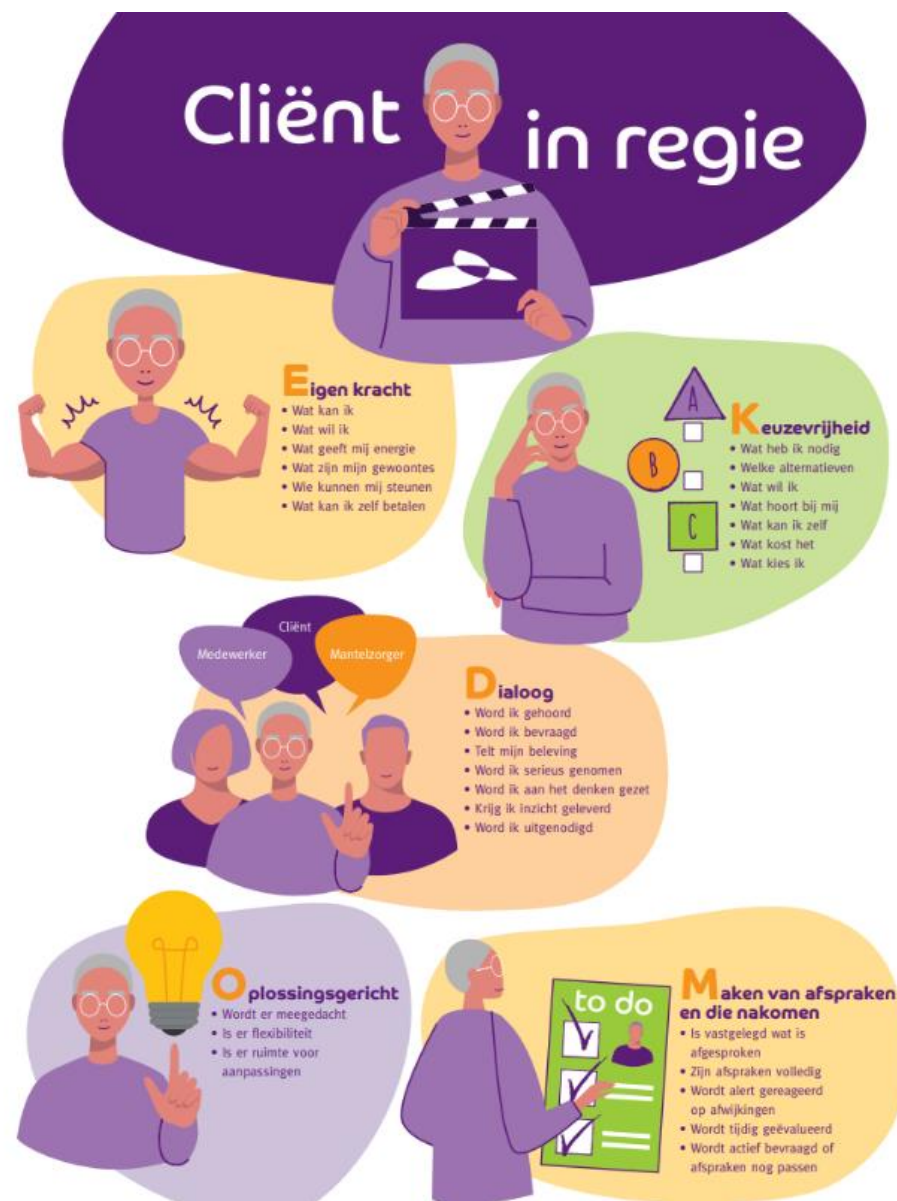 Cliënt in regie
Eigen kracht
• Wat kan ik
• Wat wil ik
• Wat geeft mij energie
• Wat zijn mijn gewoontes
• Wie kunnen mij steunen
• Wat kan ik zelf betalen
A
B
C
Keuzevrijheid
• Wat heb ik nodig
• Welke alternatieven
• Wat wil ik
• Wat hoort bij mij
• Wat kan ik zelf
• Wat kost het
• Wat kies ik
Medewerker
Cliënt
Mantelzorger
Dialoog
• Word ik gehoord
• Word ik bevraagd
• Telt mijn beleving
• Word ik serieus genomen
• Word ik aan het denken gezet
• Krijg ik inzicht geleverd
• Word ik uitgenodigd
Oplossingsgericht
• Wordt er meegedacht
• Is er flexibiliteit
• Is er ruimte voor
aanpassingen
to do
Maken van afspraken
en die nakomen
• Is vastgelegd wat is
afgesproken
• Zijn afspraken volledig
• Wordt alert gereageerd
op afwijkingen
• Wordt tijdig geëvalueerd
• Wordt actief bevraagd of
afspraken nog passen